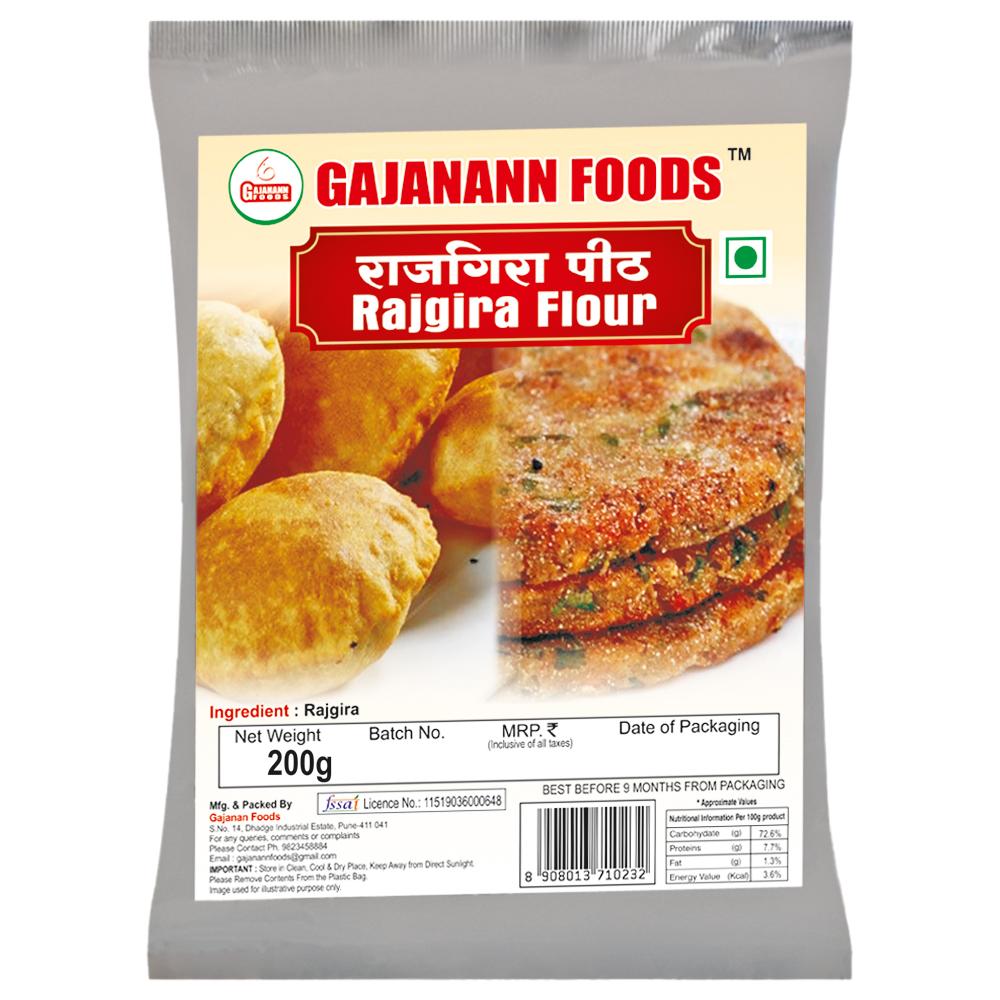 GAJANANN
FOODS
GAJANANN FOODS™
राजगिरा पीठ
Rajgira Flour
Ingredient : Rajgira
Net Weight
200g
Batch No.
MRP. ₹
(Inclusive of all taxes)
Date of Packaging
BEST BEFORE 9 MONTHS FROM PACKAGING
Mfg. & Packed By
Gajanan Foods
S.No. 14, Dhadge Industrial Estate, Pune-411 041
For any queries, comments or complaints
Please Contact Ph. 9823458884
Email : gajanannfoods@gmail.com
IMPORTANT : Store in Clean, Cool & Dry Place, Keep Away from Direct Sunlight.
Please Remove Contents From the Plastic Bag.
Image used for illustrative purpose only.
fssai Licence No.: 11519036000648
8 908013 710232
* Approximate Values
Nutritional Information Per 100g product
Carbohydate (g) 72.6%
Proteins (g) 7.7%
Fat (g) 1.3%
Energy Value (Kcal) 3.6%